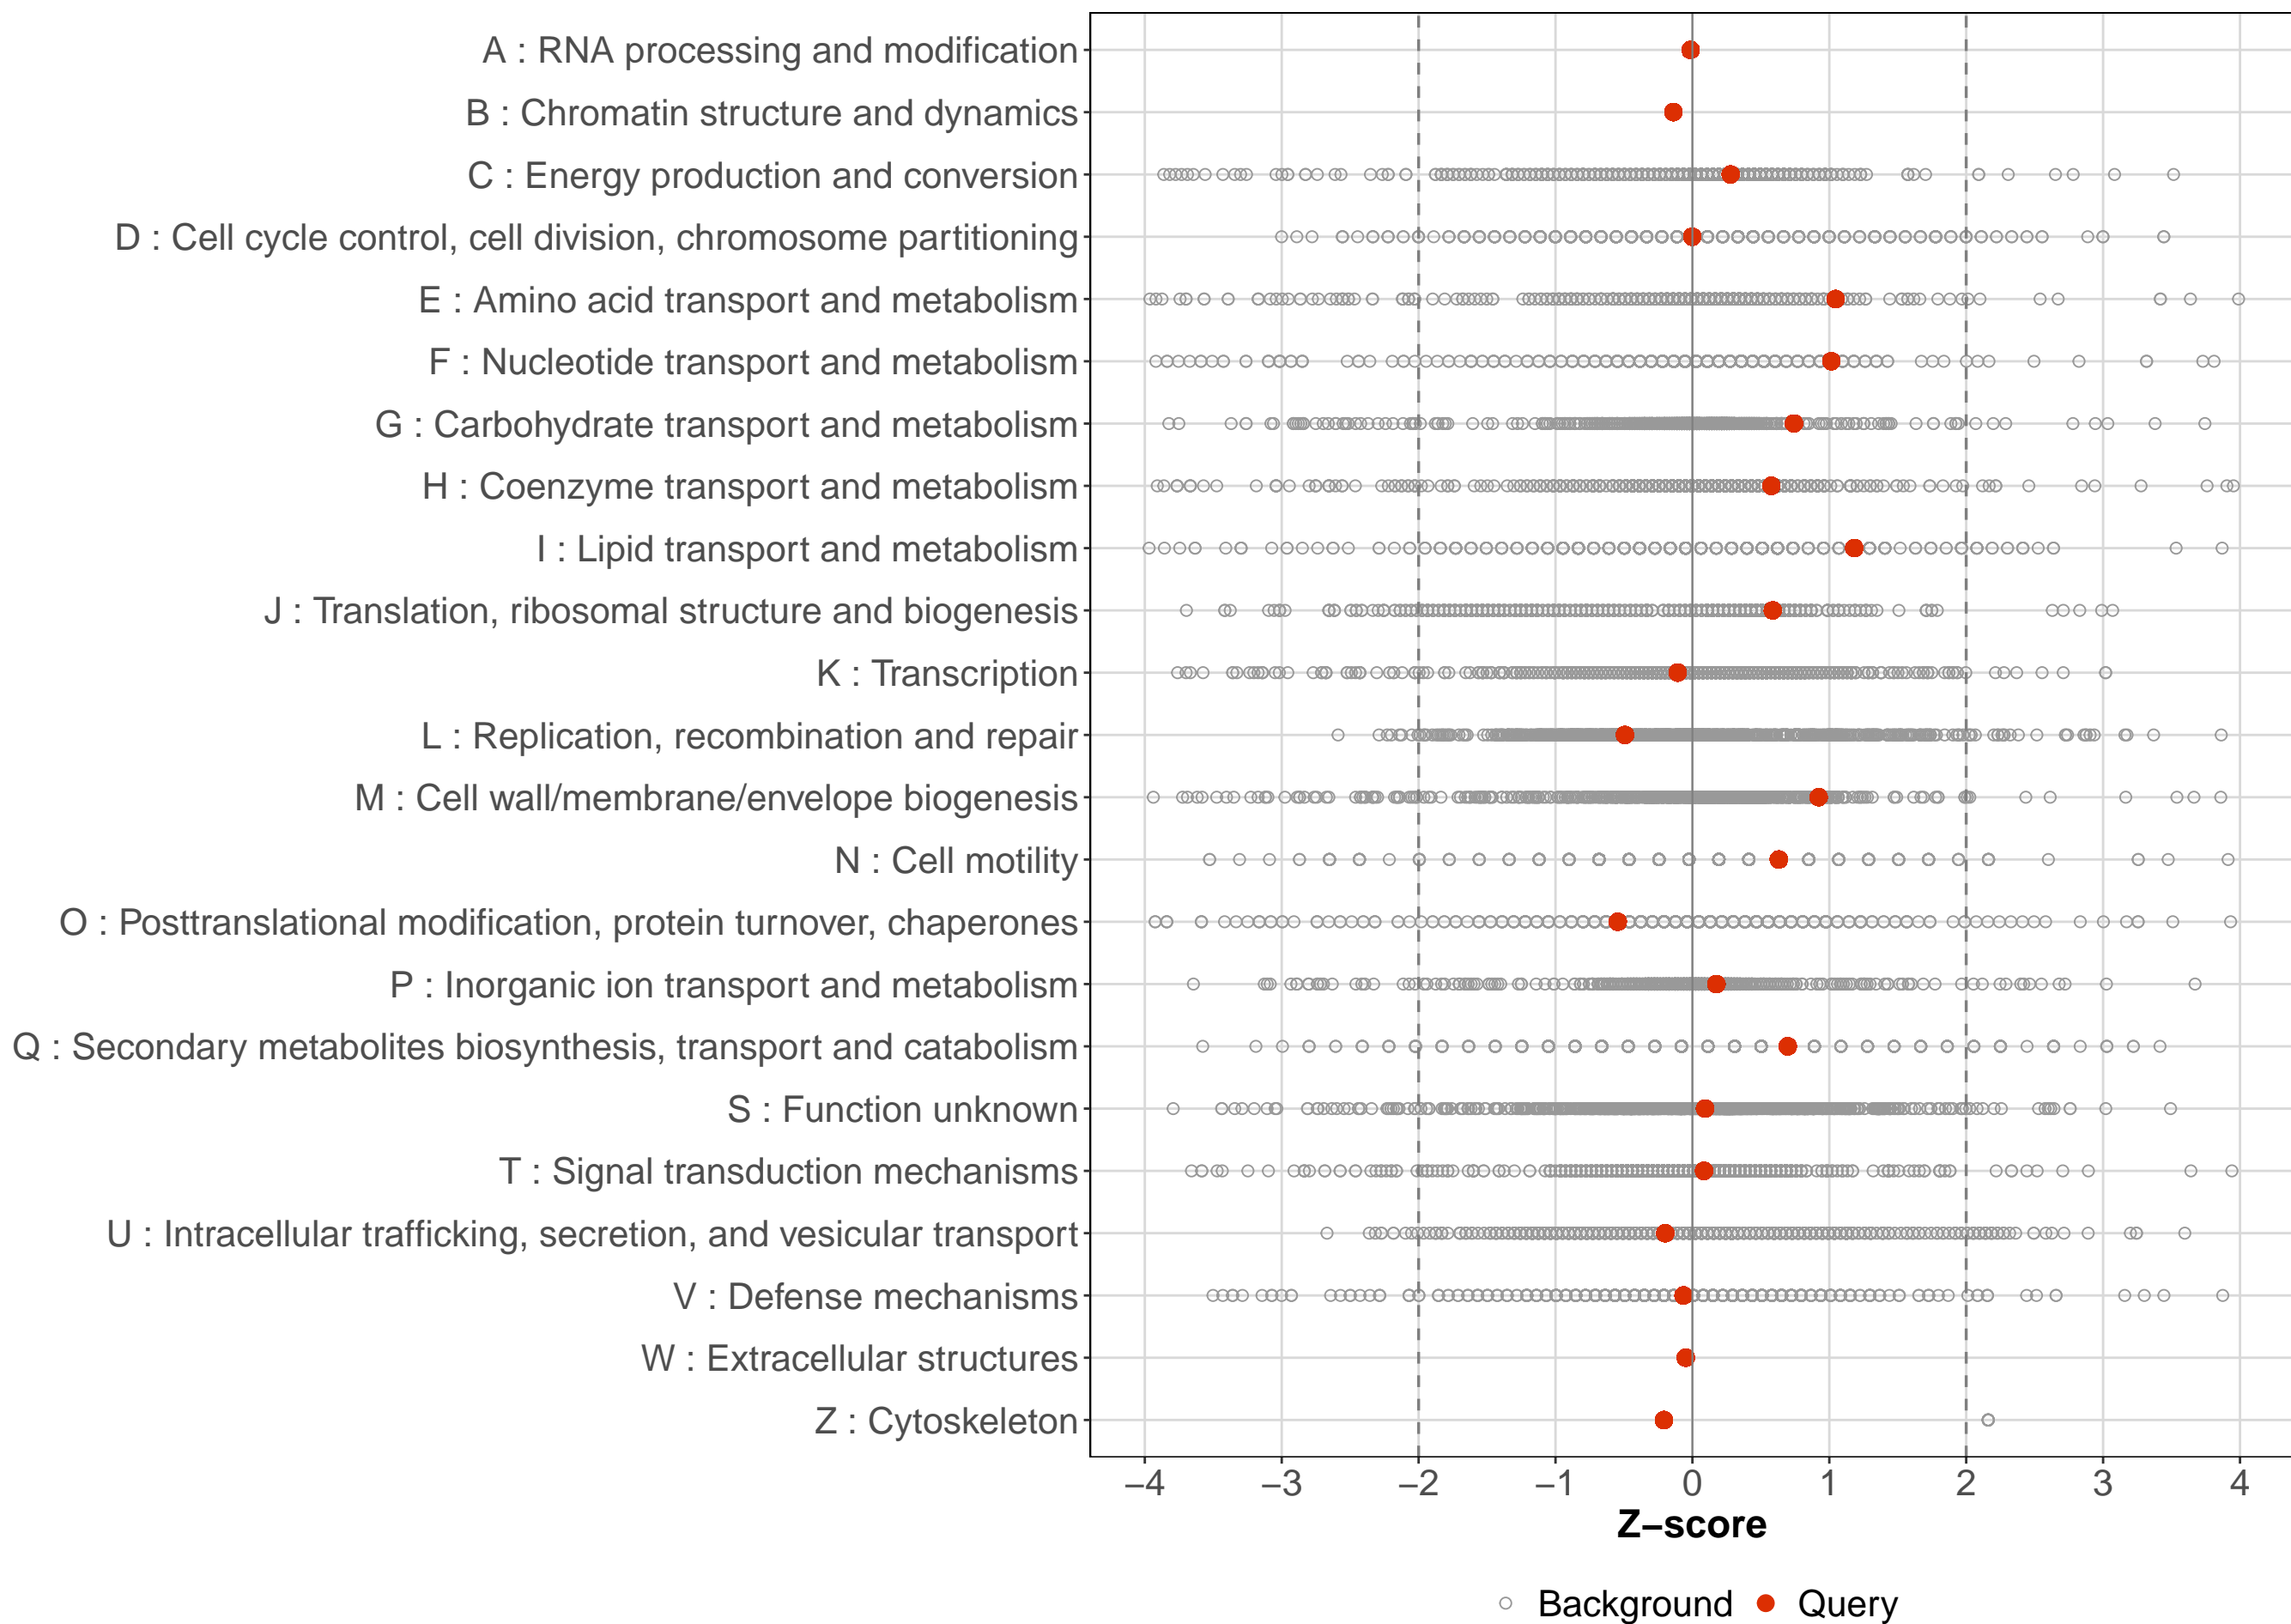 A : RNA processing and modification
B : Chromatin structure and dynamics
C : Energy production and conversion
D : Cell cycle control, cell division, chromosome partitioning
E : Amino acid transport and metabolism
F : Nucleotide transport and metabolism
G : Carbohydrate transport and metabolism
H : Coenzyme transport and metabolism
I : Lipid transport and metabolism
J : Translation, ribosomal structure and biogenesis
K : Transcription
L : Replication, recombination and repair
M : Cell wall/membrane/envelope biogenesis
N : Cell motility
O : Posttranslational modification, protein turnover, chaperones
P : Inorganic ion transport and metabolism
Q : Secondary metabolites biosynthesis, transport and catabolism
S : Function unknown
T : Signal transduction mechanisms
U : Intracellular trafficking, secretion, and vesicular transport
V : Defense mechanisms
W : Extracellular structures
Z : Cytoskeleton
−4 −3 −2 −1 0 1 2 3 4
Z−score
Background Query